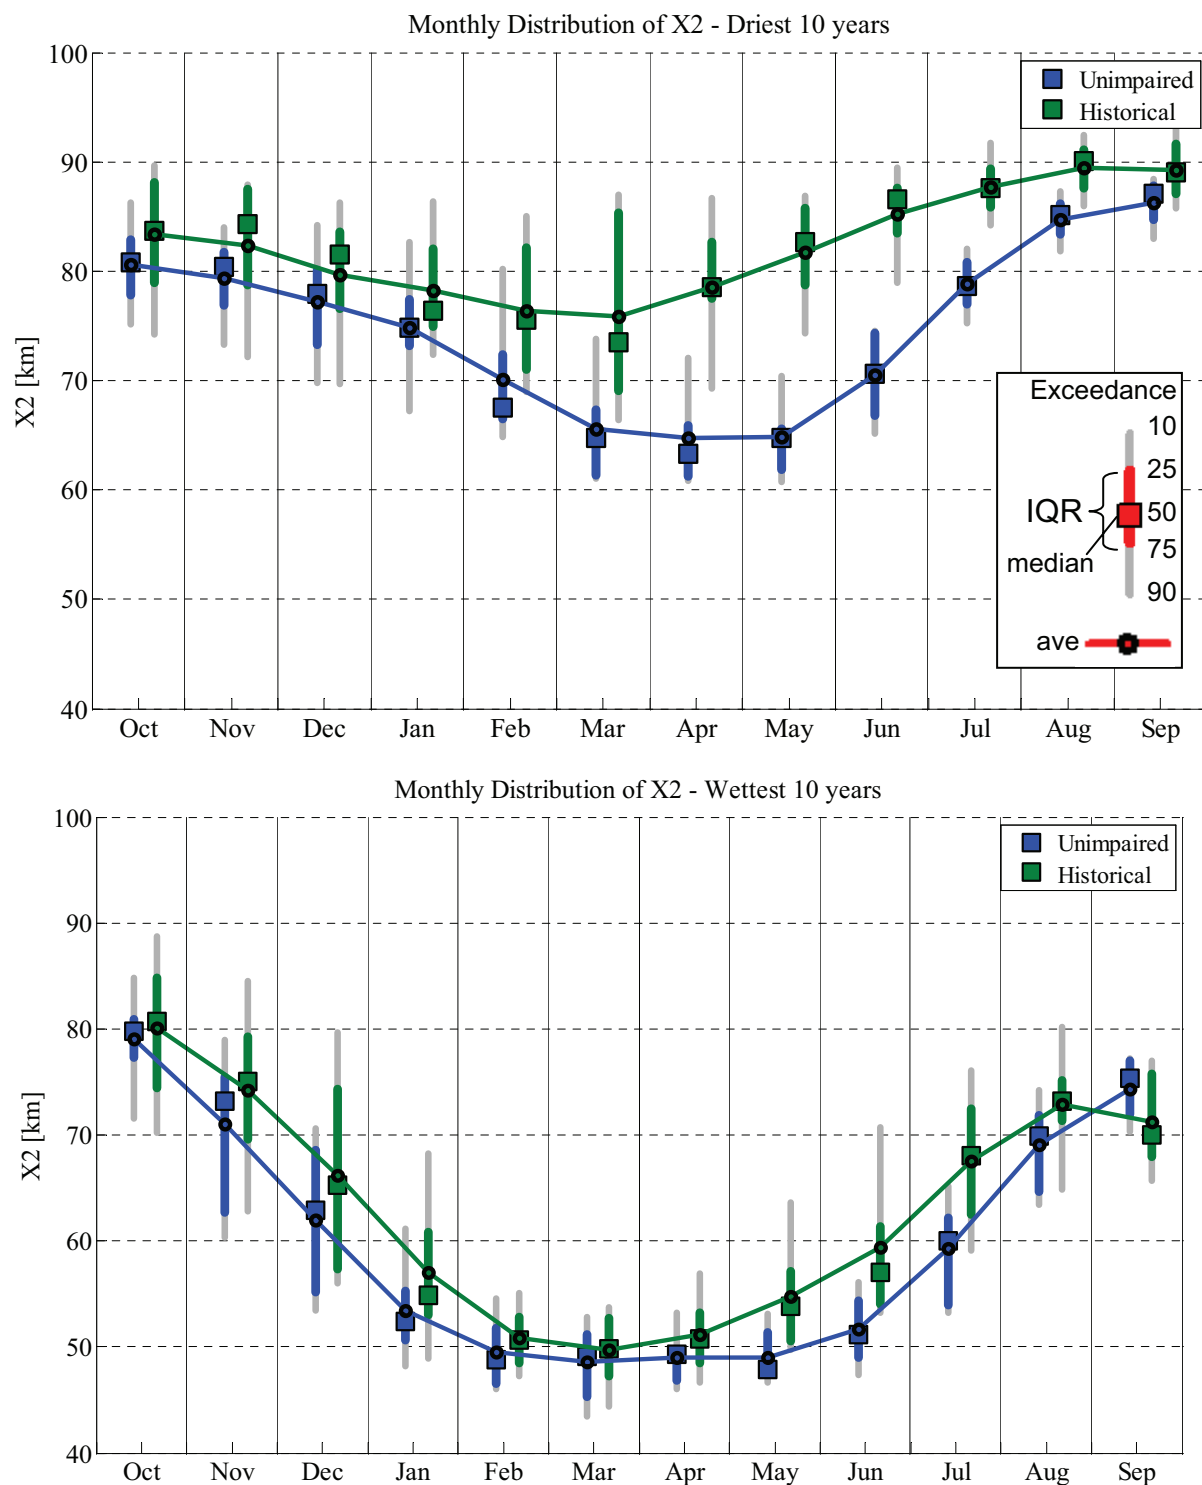 Monthly Distribution of X2 - Driest 10 years
100
90
80
70
60
50
40
X2 [km]
Unimpaired
Historical
Exceedance
10
25
IQR
50
75
median
90
ave
Oct Nov Dec Jan Feb Mar Apr May Jun Jul Aug Sep
Monthly Distribution of X2 - Wettest 10 years
100
90
80
70
60
50
40
X2 [km]
Unimpaired
Historical
Oct Nov Dec Jan Feb Mar Apr May Jun Jul Aug Sep